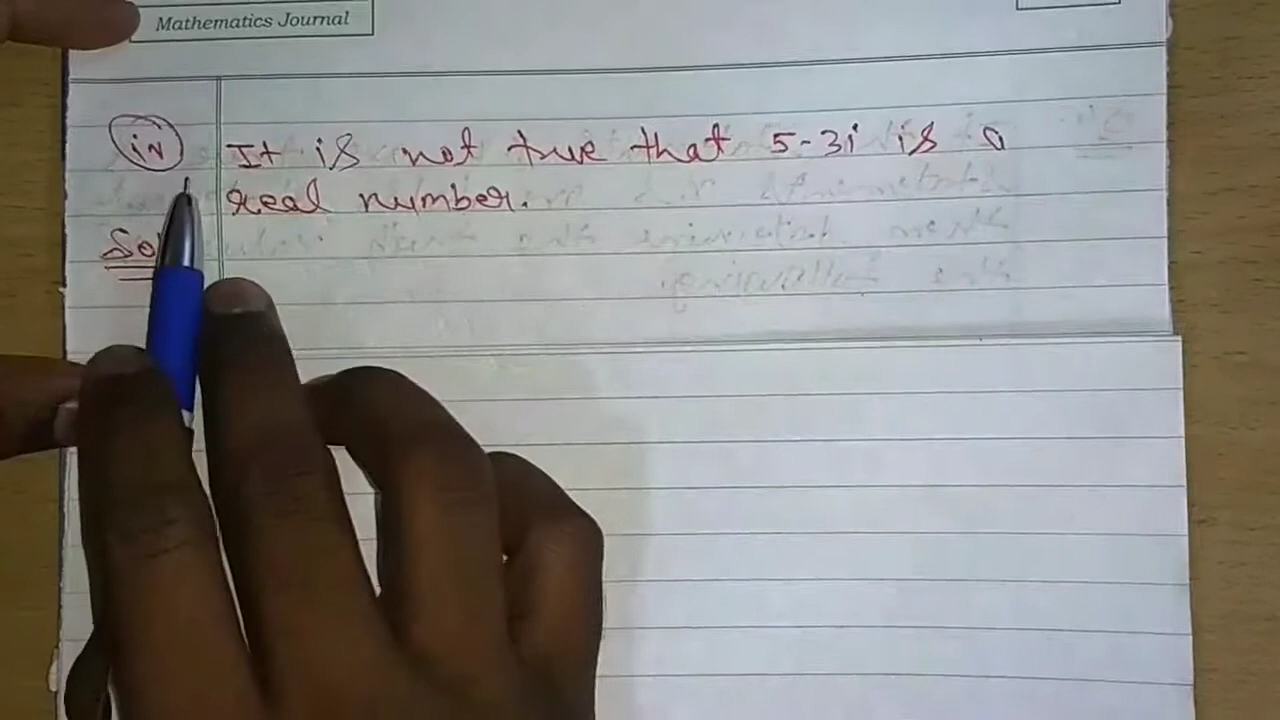 Mathematics Journal
(iv) It is not true that 5-3i is a
real number.